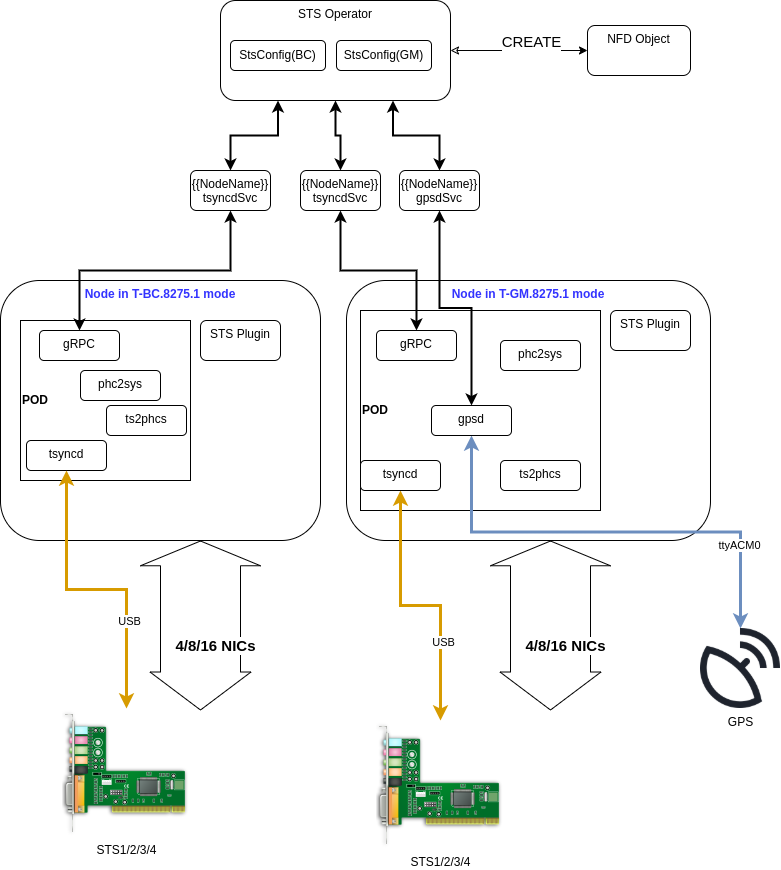 STS Operator
StsConfig(BC)
StsConfig(GM)
CREATE
NFD Object
{{NodeName}}
tsyncdSvc
{{NodeName}}
tsyncdSvc
{{NodeName}}
gpsdSvc
Node in T-BC.8275.1 mode
STS Plugin
gRPC
phc2sys
POD
ts2phcs
tsyncd
Node in T-GM.8275.1 mode
STS Plugin
gRPC
phc2sys
POD
gpsd
tsyncd
ts2phcs
ttyACM0
USB
4/8/16 NICs
USB
4/8/16 NICs
GPS
STS1/2/3/4
STS1/2/3/4